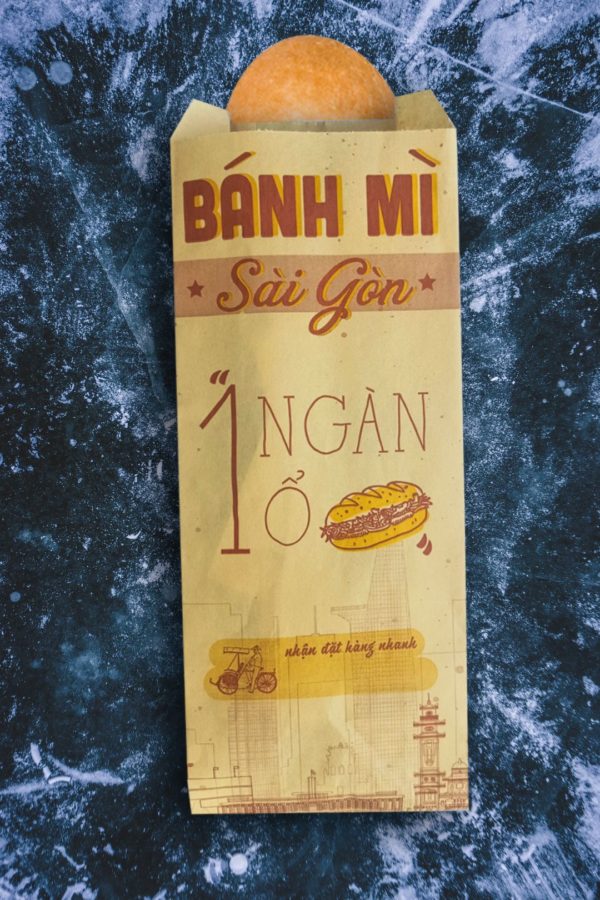 BÁNH MÌ
Sài Gòn
"1 NGÀN
Ổ
nhận đặt hàng nhanh